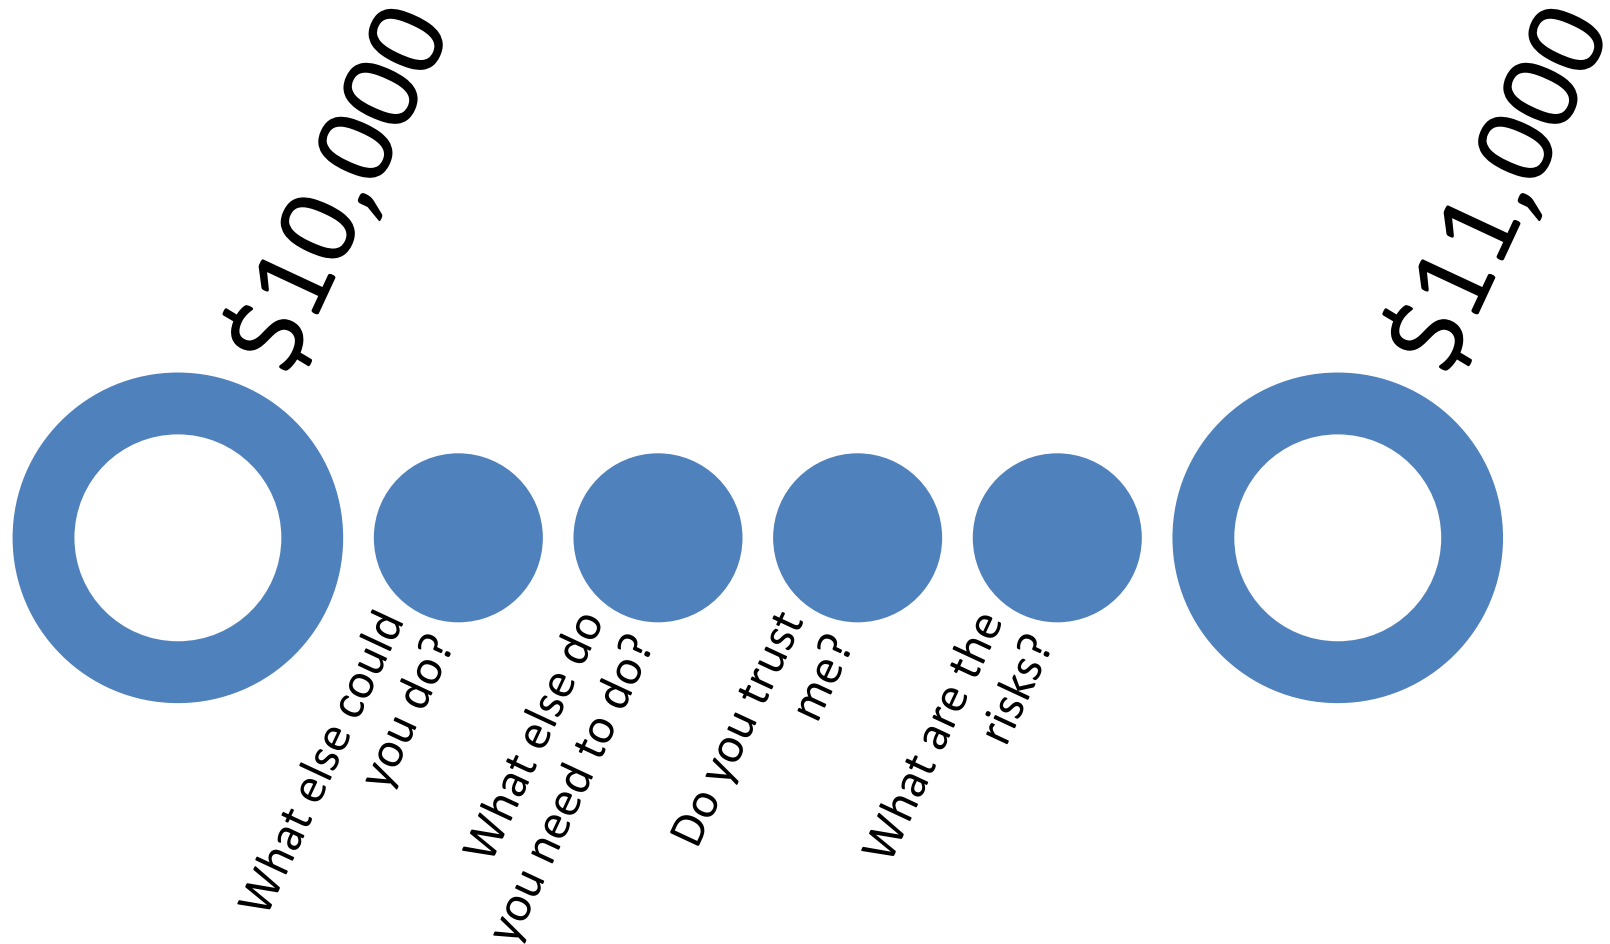 $10,000
What else could
you do?
What else do
you need to do?
Do you trust
me?
What are the
risks?
$11,000